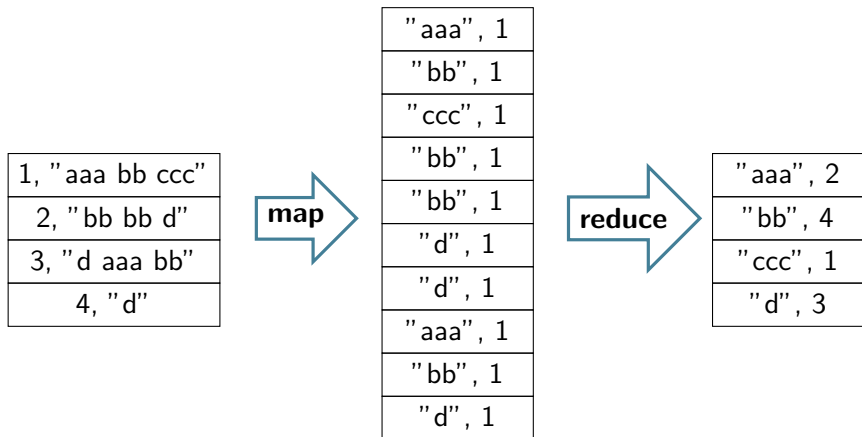 1, "aaa bb ccc"
2, "bb bb d"
3, "d aaa bb"
4, "d"
map
"aaa", 1
"bb", 1
"ccc", 1
"bb", 1
"bb", 1
"d", 1
"d", 1
"aaa", 1
"bb", 1
"d", 1
reduce
"aaa", 2
"bb", 4
"ccc", 1
"d", 3